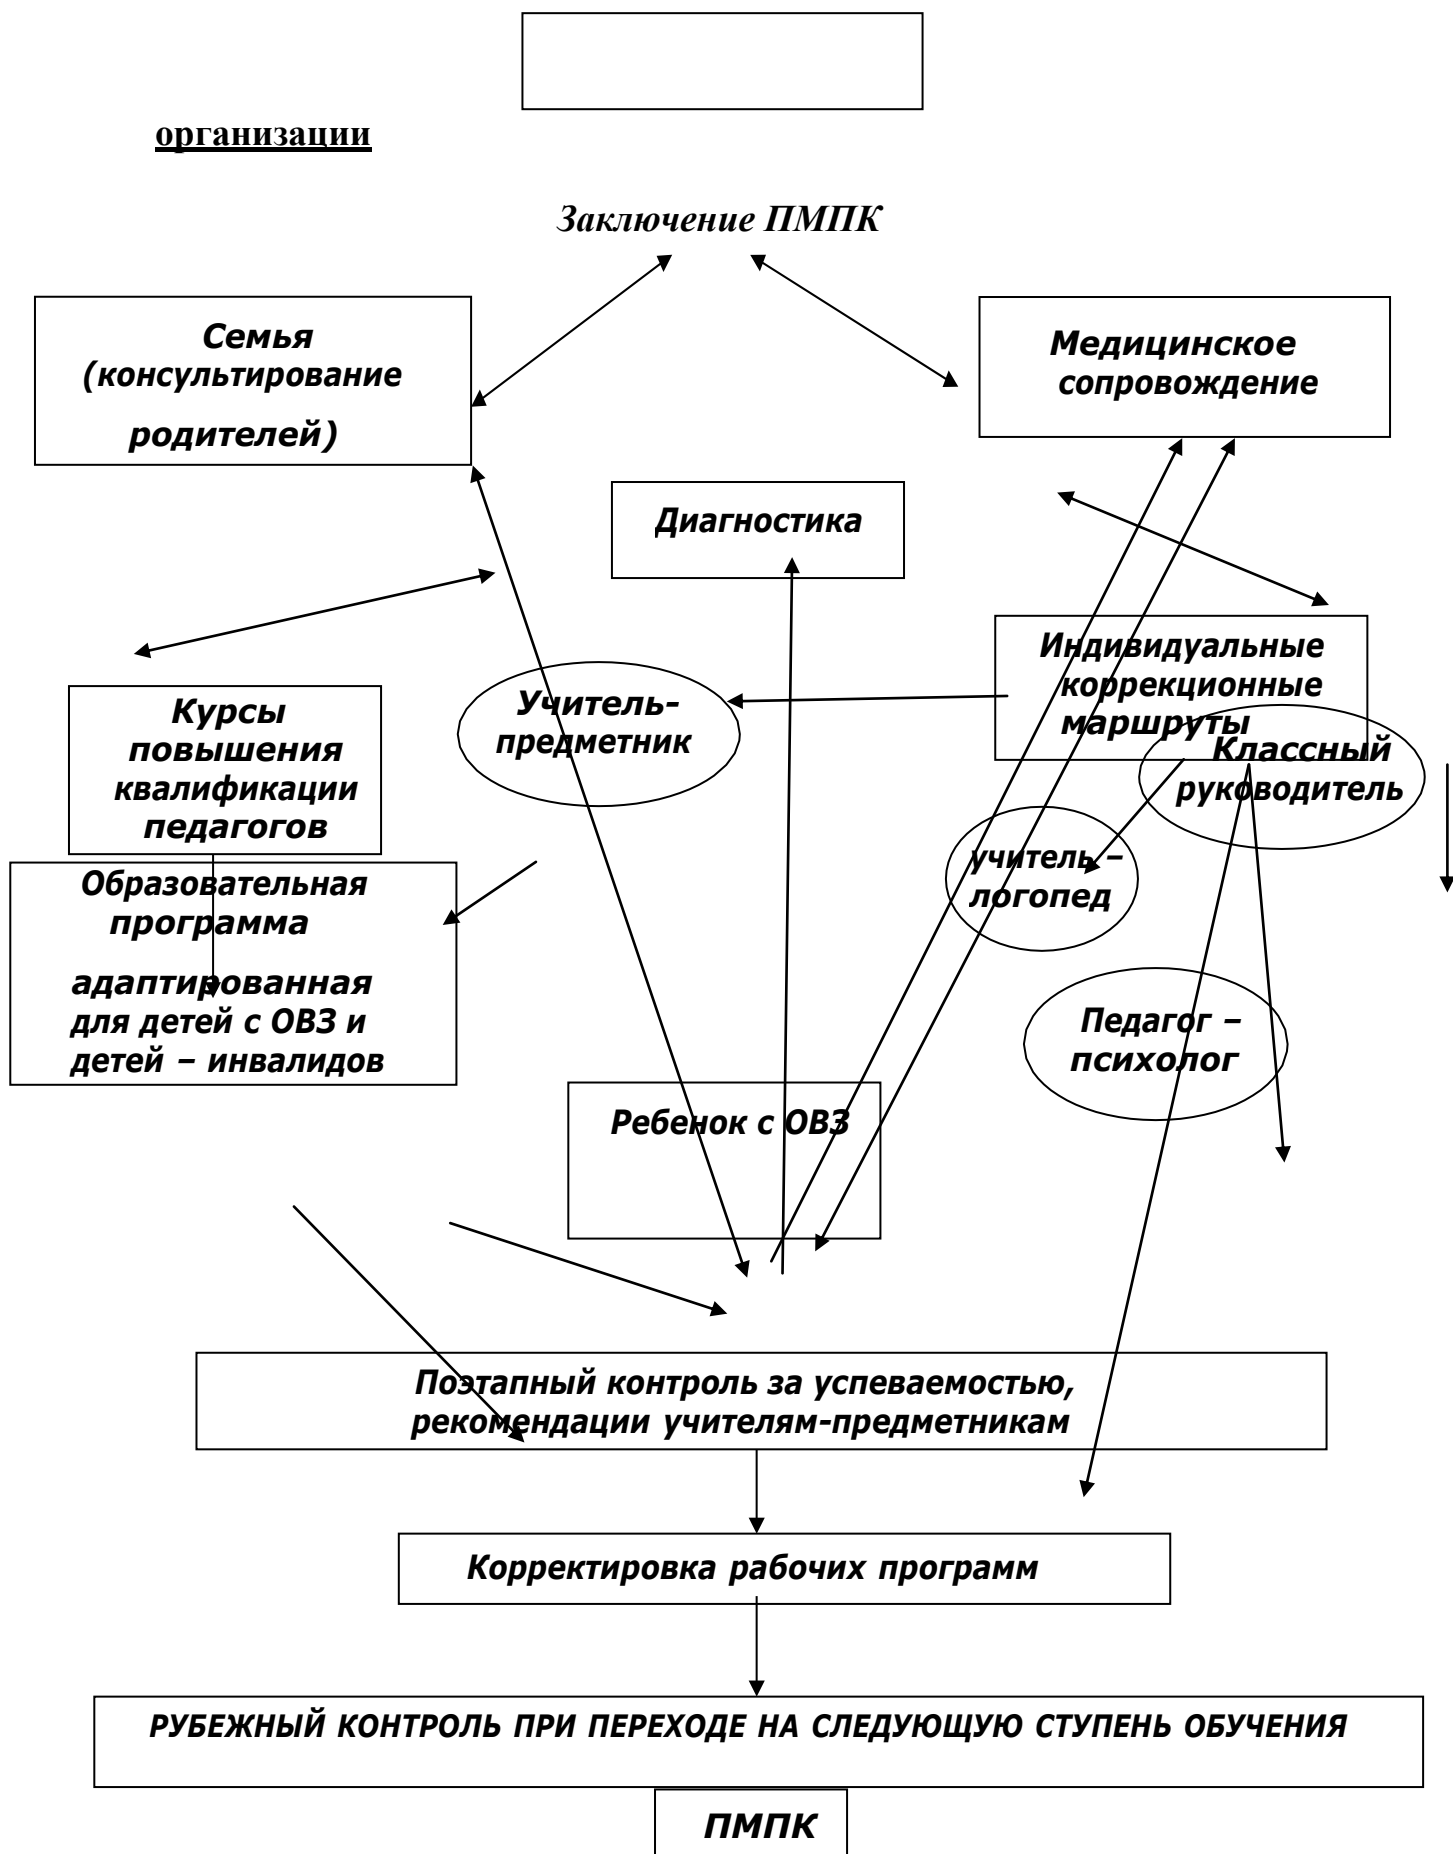 организации
Заключение ПМПК
Семья
(консультирование
родителей)
Медицинское
сопровождение
Диагностика
Индивидуальные
коррекционные
маршруты
Учитель-
предметник
Курсы
повышения
квалификации
педагогов
Классный
руководитель
учитель –
логопед
Образовательная
программа
адаптированная
для детей с ОВЗ и
детей – инвалидов
Педагог –
психолог
Ребенок с ОВЗ
Поэтапный контроль за успеваемостью,
рекомендации учителям-предметникам
Корректировка рабочих программ
РУБЕЖНЫЙ КОНТРОЛЬ ПРИ ПЕРЕХОДЕ НА СЛЕДУЮЩУЮ СТУПЕНЬ ОБУЧЕНИЯ
ПМПК